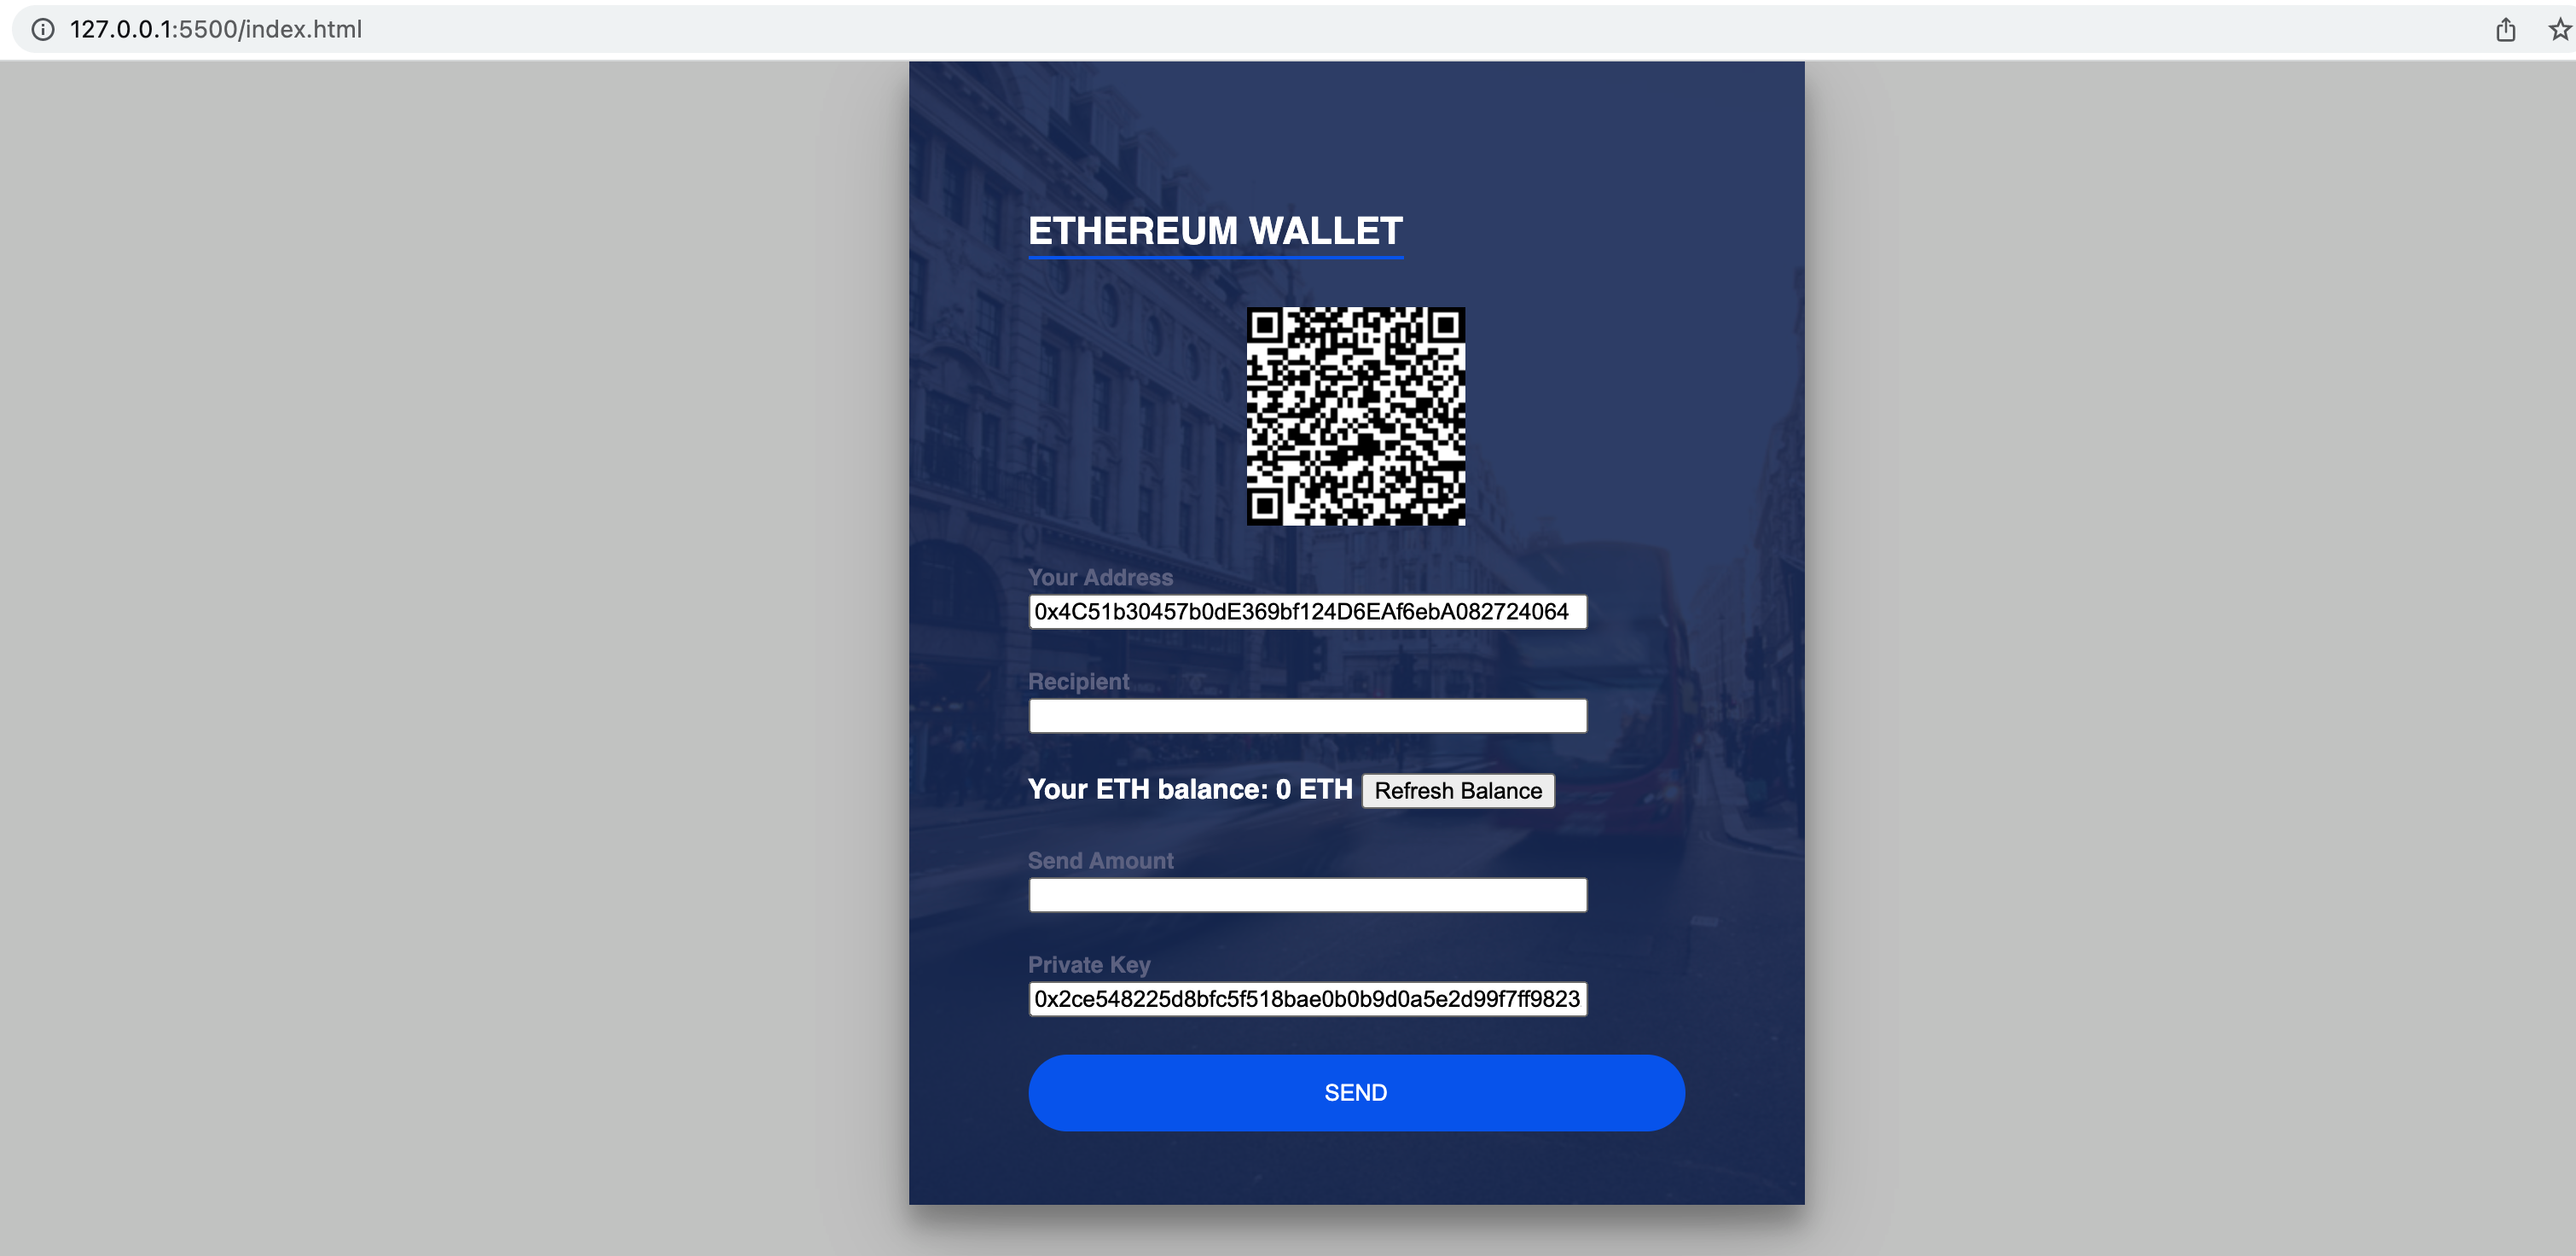 127.0.0.1:5500/index.html
ETHEREUM WALLET
Your Address
0x4C51b30457b0dE369bf124D6EAf6ebA082724064
Recipient
Your ETH balance: 0 ETH Refresh Balance
Send Amount
Private Key
0x2ce548225d8bfc5f518bae0b0b9d0a5e2d99f7ff9823
SEND